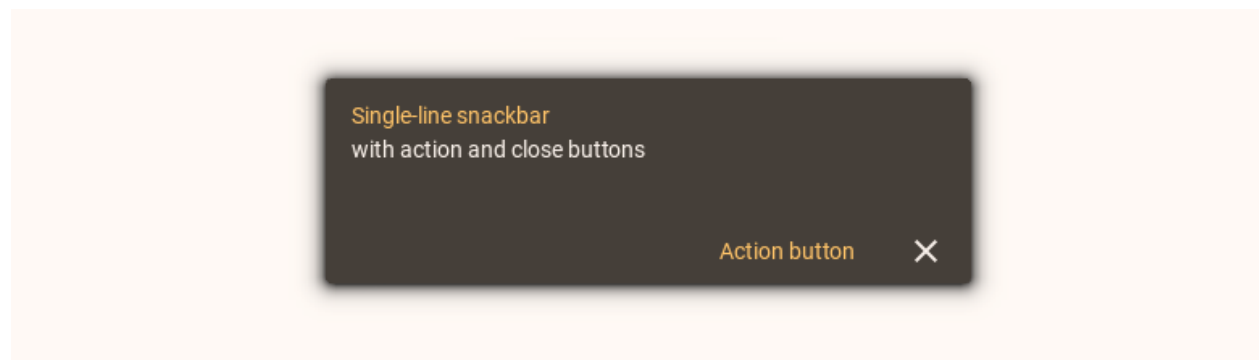 Single-line snackbar
with action and close buttons
Action button